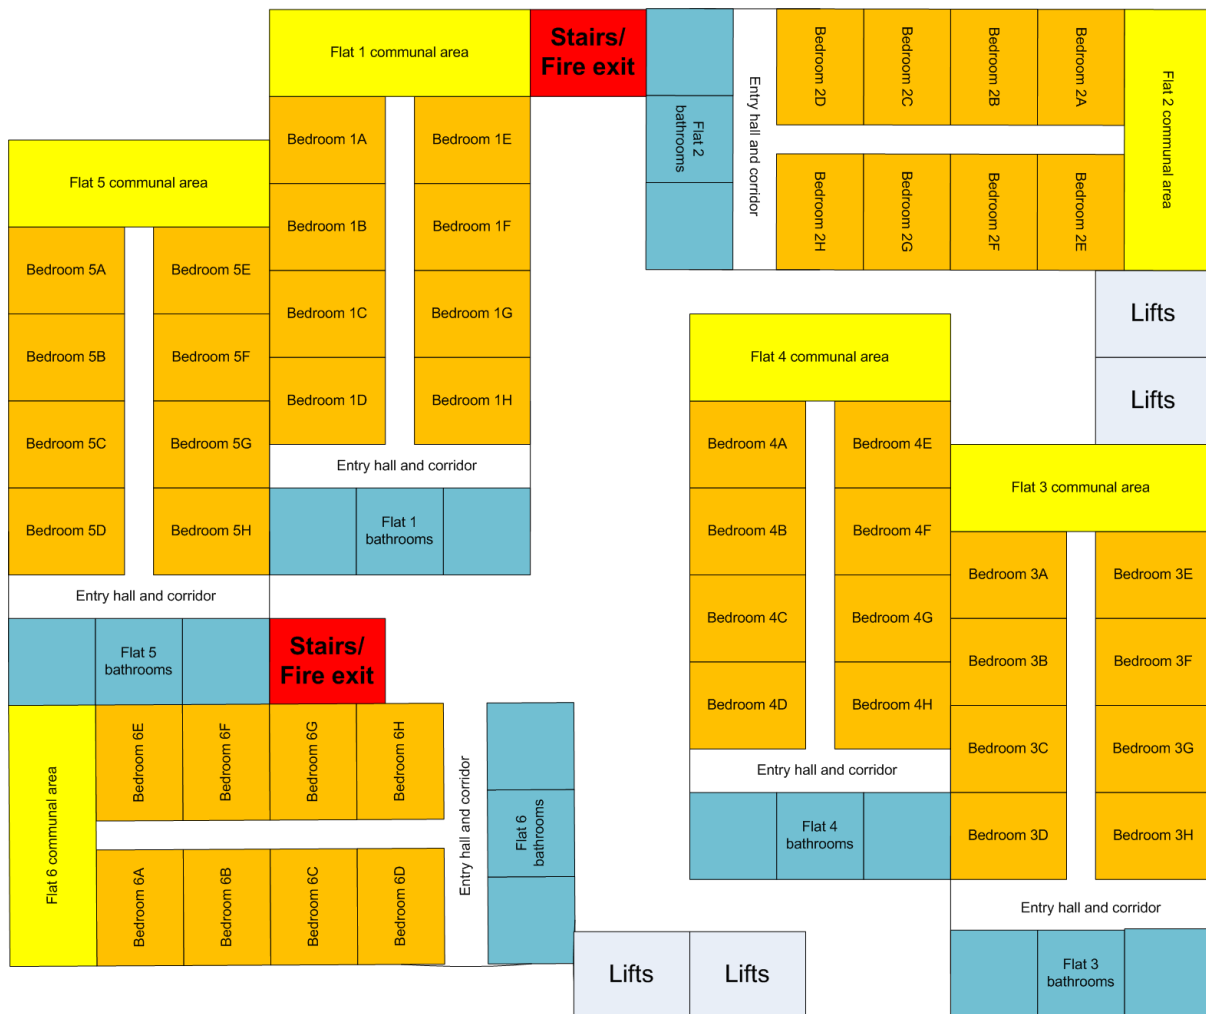 Flat 1 communal area
Stairs/
Fire exit
Bedroom 1A
Bedroom 1E
Bedroom 1B
Bedroom 1F
Bedroom 1C
Bedroom 1G
Bedroom 1D
Bedroom 1H
Entry hall and corridor
Flat 1
bathrooms
Flat 2
bathrooms
Entry hall and corridor
Bedroom 2D
Bedroom 2C
Bedroom 2B
Bedroom 2A
Bedroom 2H
Bedroom 2G
Bedroom 2F
Bedroom 2E
Flat 2 communal area
Lifts
Lifts
Flat 5 communal area
Bedroom 5A
Bedroom 5E
Bedroom 5B
Bedroom 5F
Bedroom 5C
Bedroom 5G
Bedroom 5D
Bedroom 5H
Entry hall and corridor
Flat 5
bathrooms
Stairs/
Fire exit
Flat 4 communal area
Bedroom 4A
Bedroom 4E
Bedroom 4B
Bedroom 4F
Bedroom 4C
Bedroom 4G
Bedroom 4D
Bedroom 4H
Entry hall and corridor
Flat 4
bathrooms
Flat 3 communal area
Bedroom 3A
Bedroom 3E
Bedroom 3B
Bedroom 3F
Bedroom 3C
Bedroom 3G
Bedroom 3D
Bedroom 3H
Entry hall and corridor
Flat 3
bathrooms
Flat 6 communal area
Bedroom 6E
Bedroom 6F
Bedroom 6G
Bedroom 6H
Bedroom 6A
Bedroom 6B
Bedroom 6C
Bedroom 6D
Entry hall and corridor
Flat 6
bathrooms
Lifts
Lifts